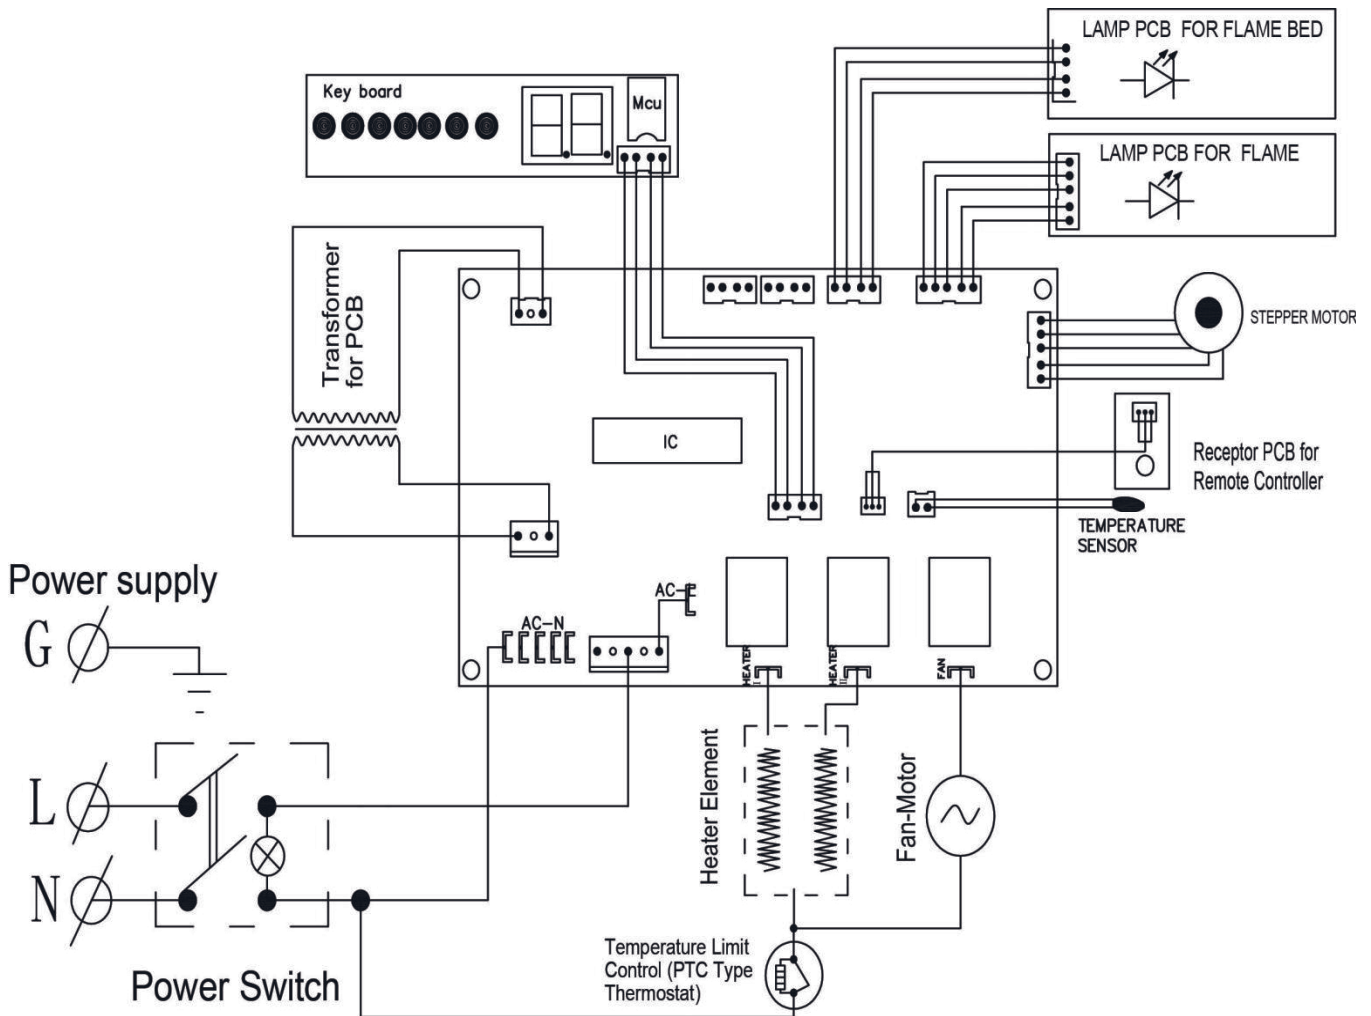 LAMP PCB FOR FLAME BED
Key board
Mcu
LAMP PCB FOR FLAME
Transformer
for PCB
STEPPER MOTOR
IC
Receptor PCB for
Remote Controller
TEMPERATURE
SENSOR
Power supply
G
AC-N
AC-E
HEATER
I
HEATER
II
FAN
L
N
Heater Element
Fan-Motor
Power Switch
Temperature Limit
Control (PTC Type
Thermostat)